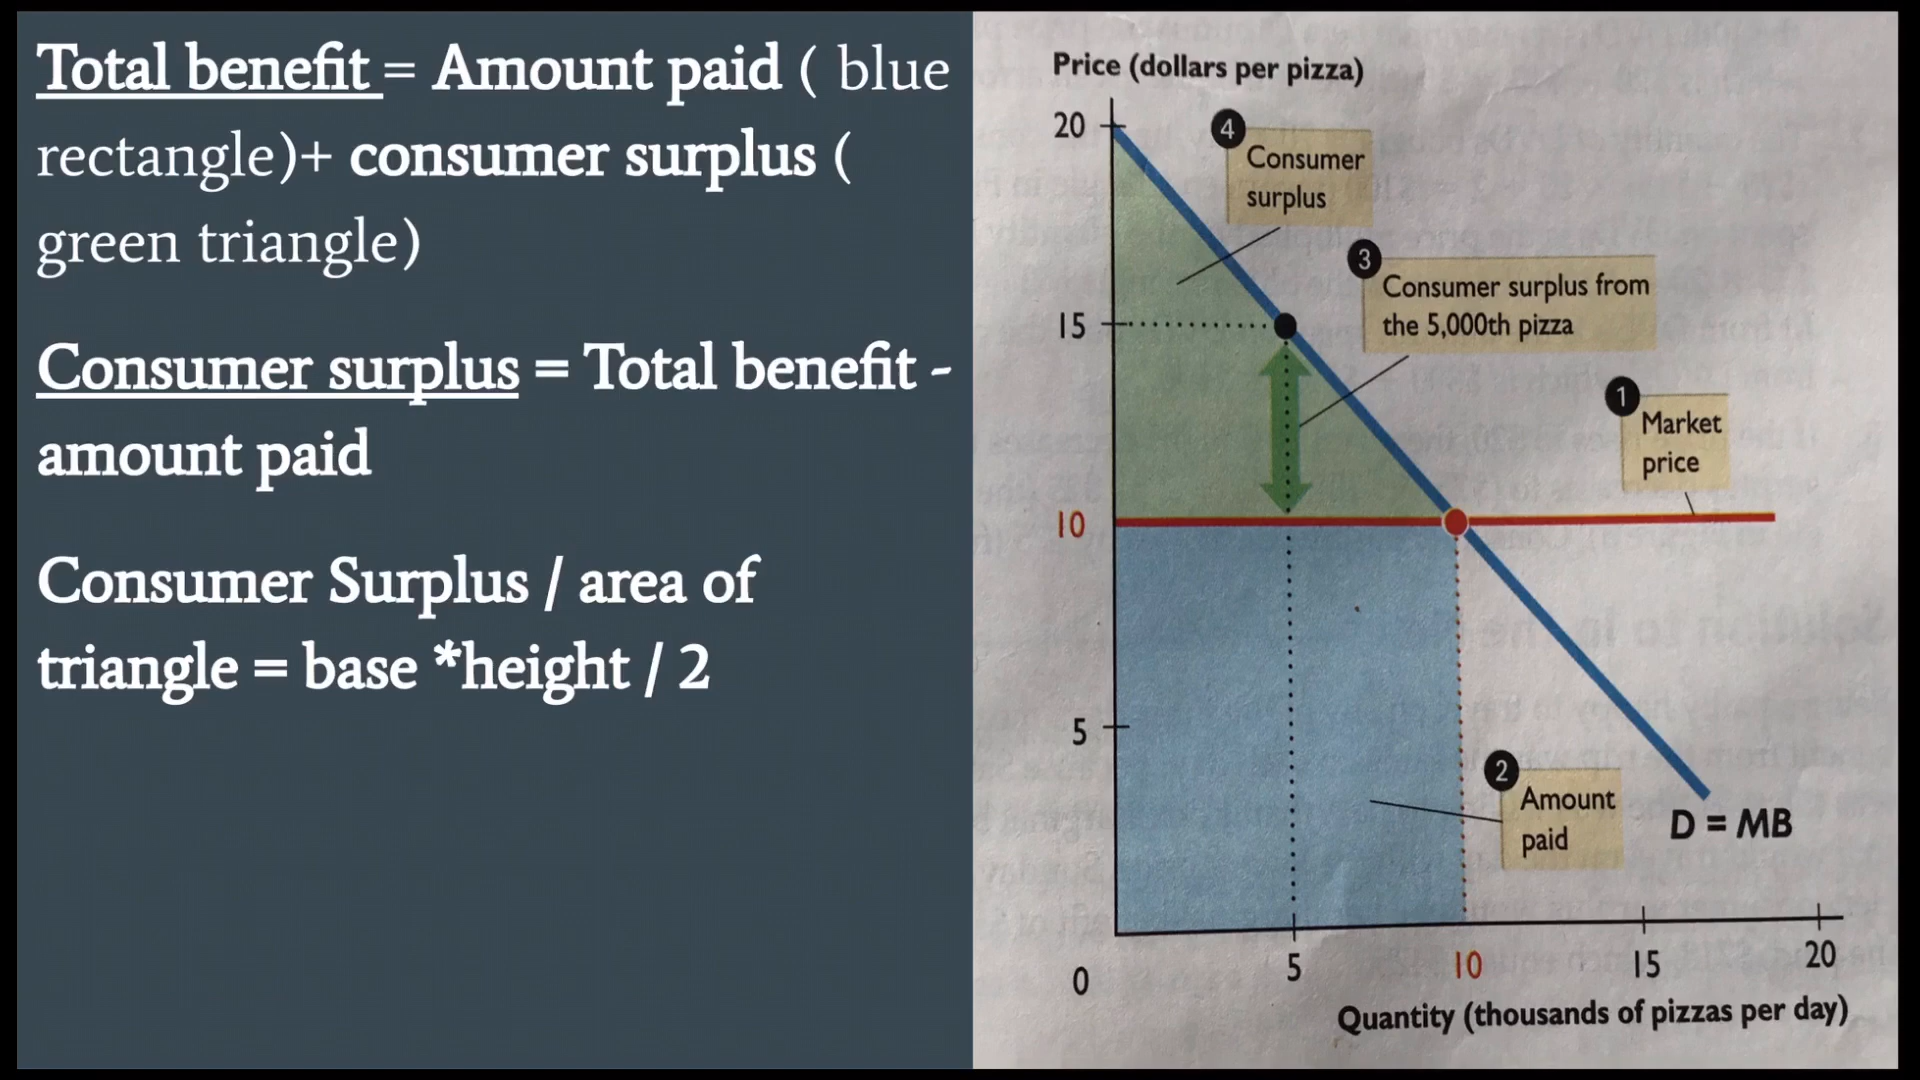 Total benefit = Amount paid ( blue
rectangle)+ consumer surplus (
green triangle)
Consumer surplus = Total benefit -
amount paid
Consumer Surplus / area of
triangle = base *height / 2
Price (dollars per pizza)
20
4
Consumer
surplus
3
Consumer surplus from
the 5,000th pizza
15
1
Market
price
10
5
2
Amount
paid
D = MB
0
5
10
15
20
Quantity (thousands of pizzas per day)